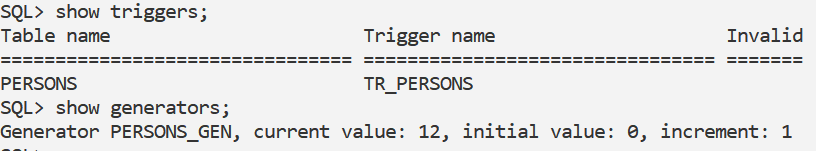 SQL> show triggers;
Table name                       Trigger name                     Invalid
================================ ================================ =======
PERSONS                          TR_PERSONS
SQL> show generators;
Generator PERSONS_GEN, current value: 12, initial value: 0, increment: 1